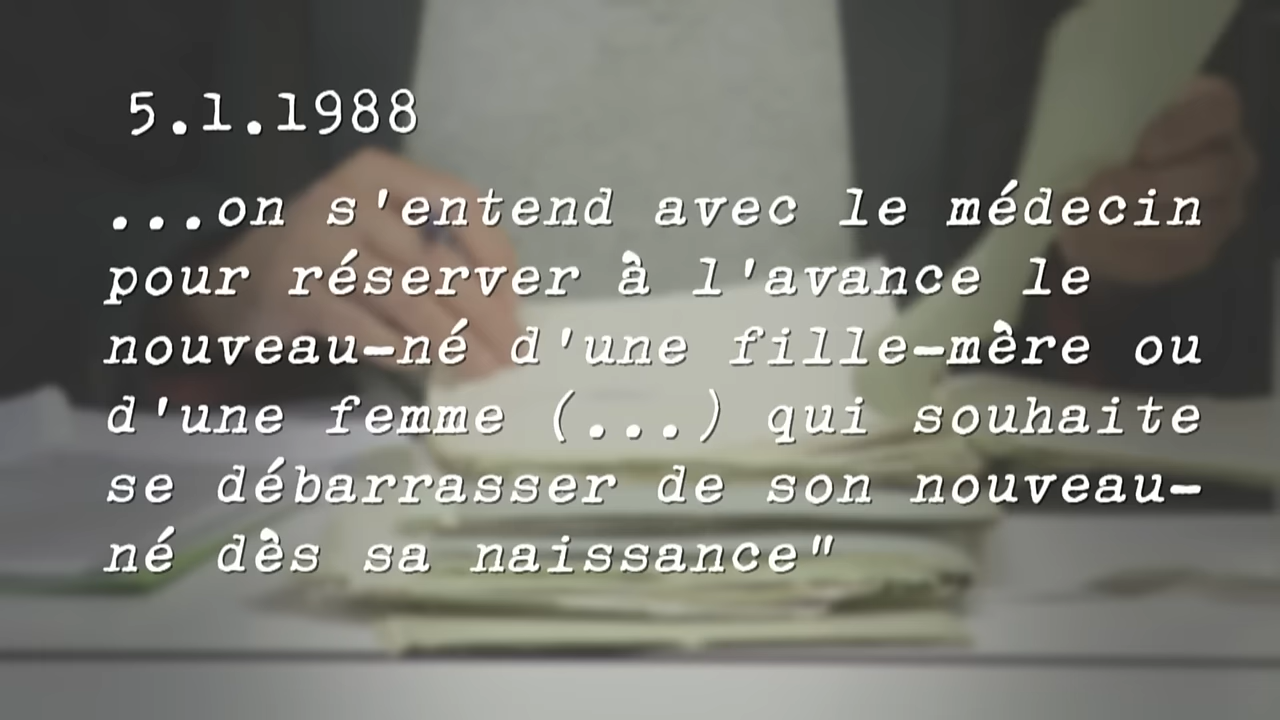 5.1.1988
...on s'entend avec le médecin
pour réserver à l'avance le
nouveau-né d'une fille-mère ou
d'une femme (...) qui souhaite
se débarrasser de son nouveau-
né dès sa naissance"